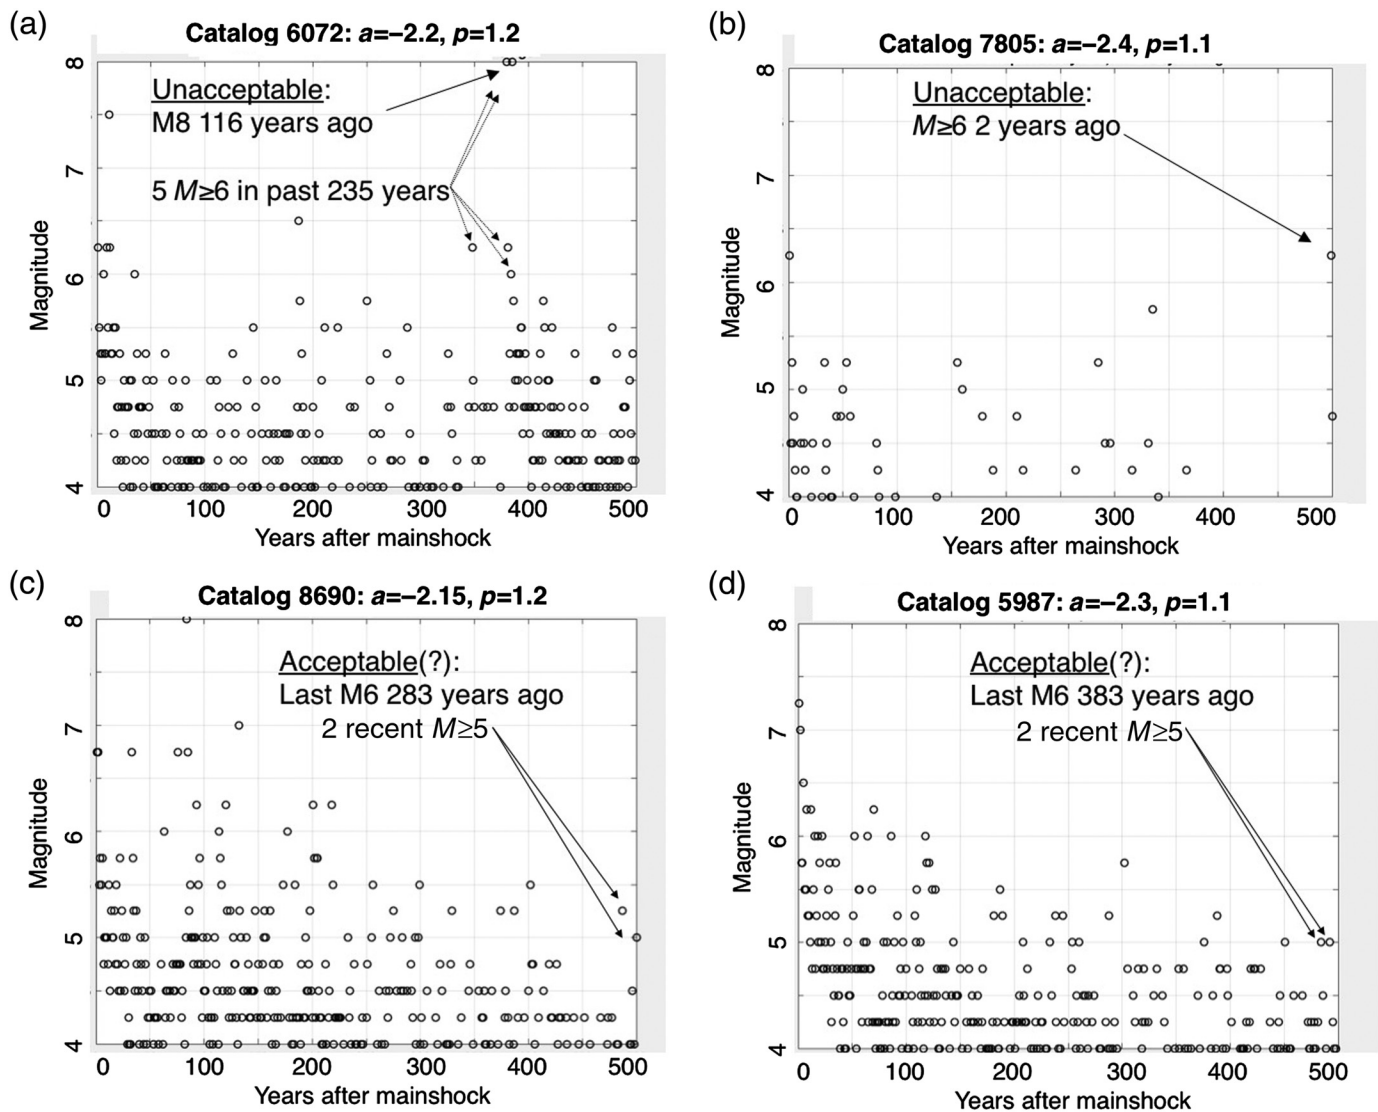 (a)
Catalog 6072: a=–2.2, p=1.2
Unacceptable:
M8 116 years ago
5 M≥6 in past 235 years
Magnitude
8
7
6
5
4
0 100 200 300 400 500
Years after mainshock
(b)
Catalog 7805: a=–2.4, p=1.1
Unacceptable:
M≥6 2 years ago
Magnitude
8
7
6
5
4
0 100 200 300 400 500
Years after mainshock
(c)
Catalog 8690: a=–2.15, p=1.2
Acceptable(?):
Last M6 283 years ago
2 recent M≥5
Magnitude
8
7
6
5
4
0 100 200 300 400 500
Years after mainshock
(d)
Catalog 5987: a=–2.3, p=1.1
Acceptable(?):
Last M6 383 years ago
2 recent M≥5
Magnitude
8
7
6
5
4
0 100 200 300 400 500
Years after mainshock